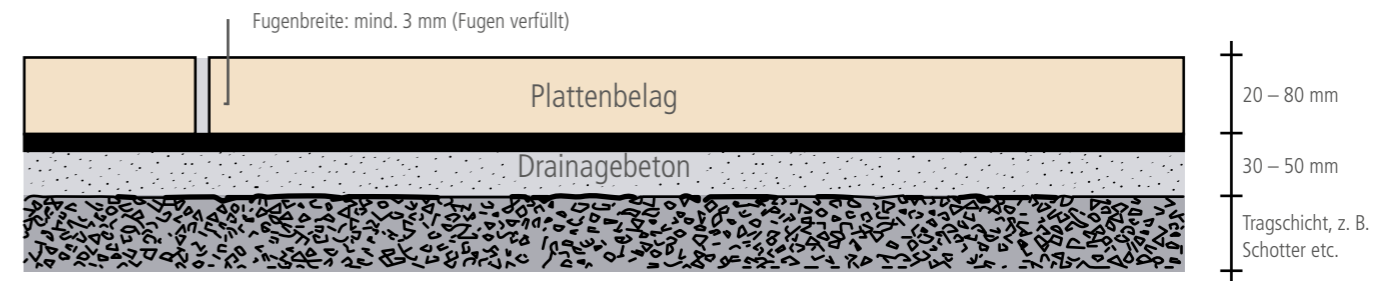 Fugenbreite: mind. 3 mm (Fugen verfüllt)
Plattenbelag
20 – 80 mm
Drainagebeton
30 – 50 mm
Tragschicht, z. B.
Schotter etc.